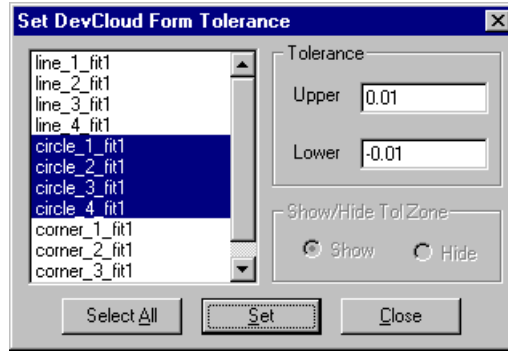 Set DevCloud Form Tolerance
line_1_fit1
line_2_fit1
line_3_fit1
line_4_fit1
circle_1_fit1
circle_2_fit1
circle_3_fit1
circle_4_fit1
corner_1_fit1
corner_2_fit1
corner_3_fit1
Tolerance
Upper 0.01
Lower -0.01
Show/Hide Tol Zone
Show Hide
Select All Set Close